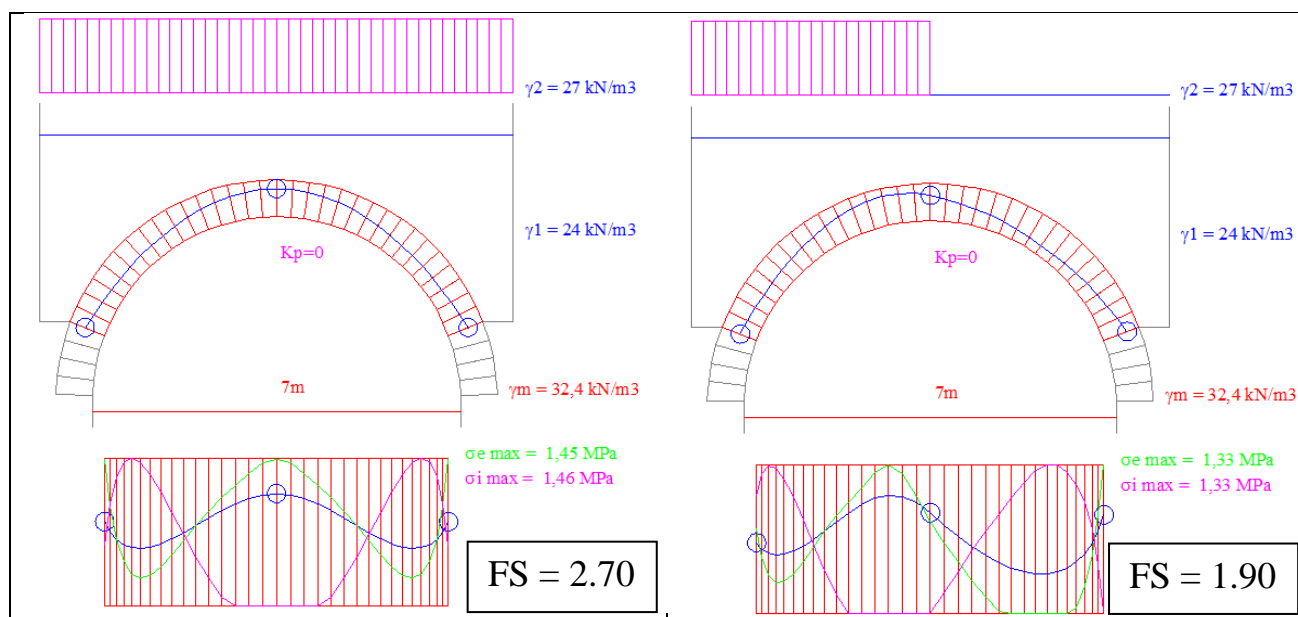 γ2 = 27 kN/m3
γ1 = 24 kN/m3
Kp=0
7m
γm = 32,4 kN/m3
σe max = 1,45 MPa
σi max = 1,46 MPa
FS = 2.70
γ2 = 27 kN/m3
γ1 = 24 kN/m3
Kp=0
7m
γm = 32,4 kN/m3
σe max = 1,33 MPa
σi max = 1,33 MPa
FS = 1.90